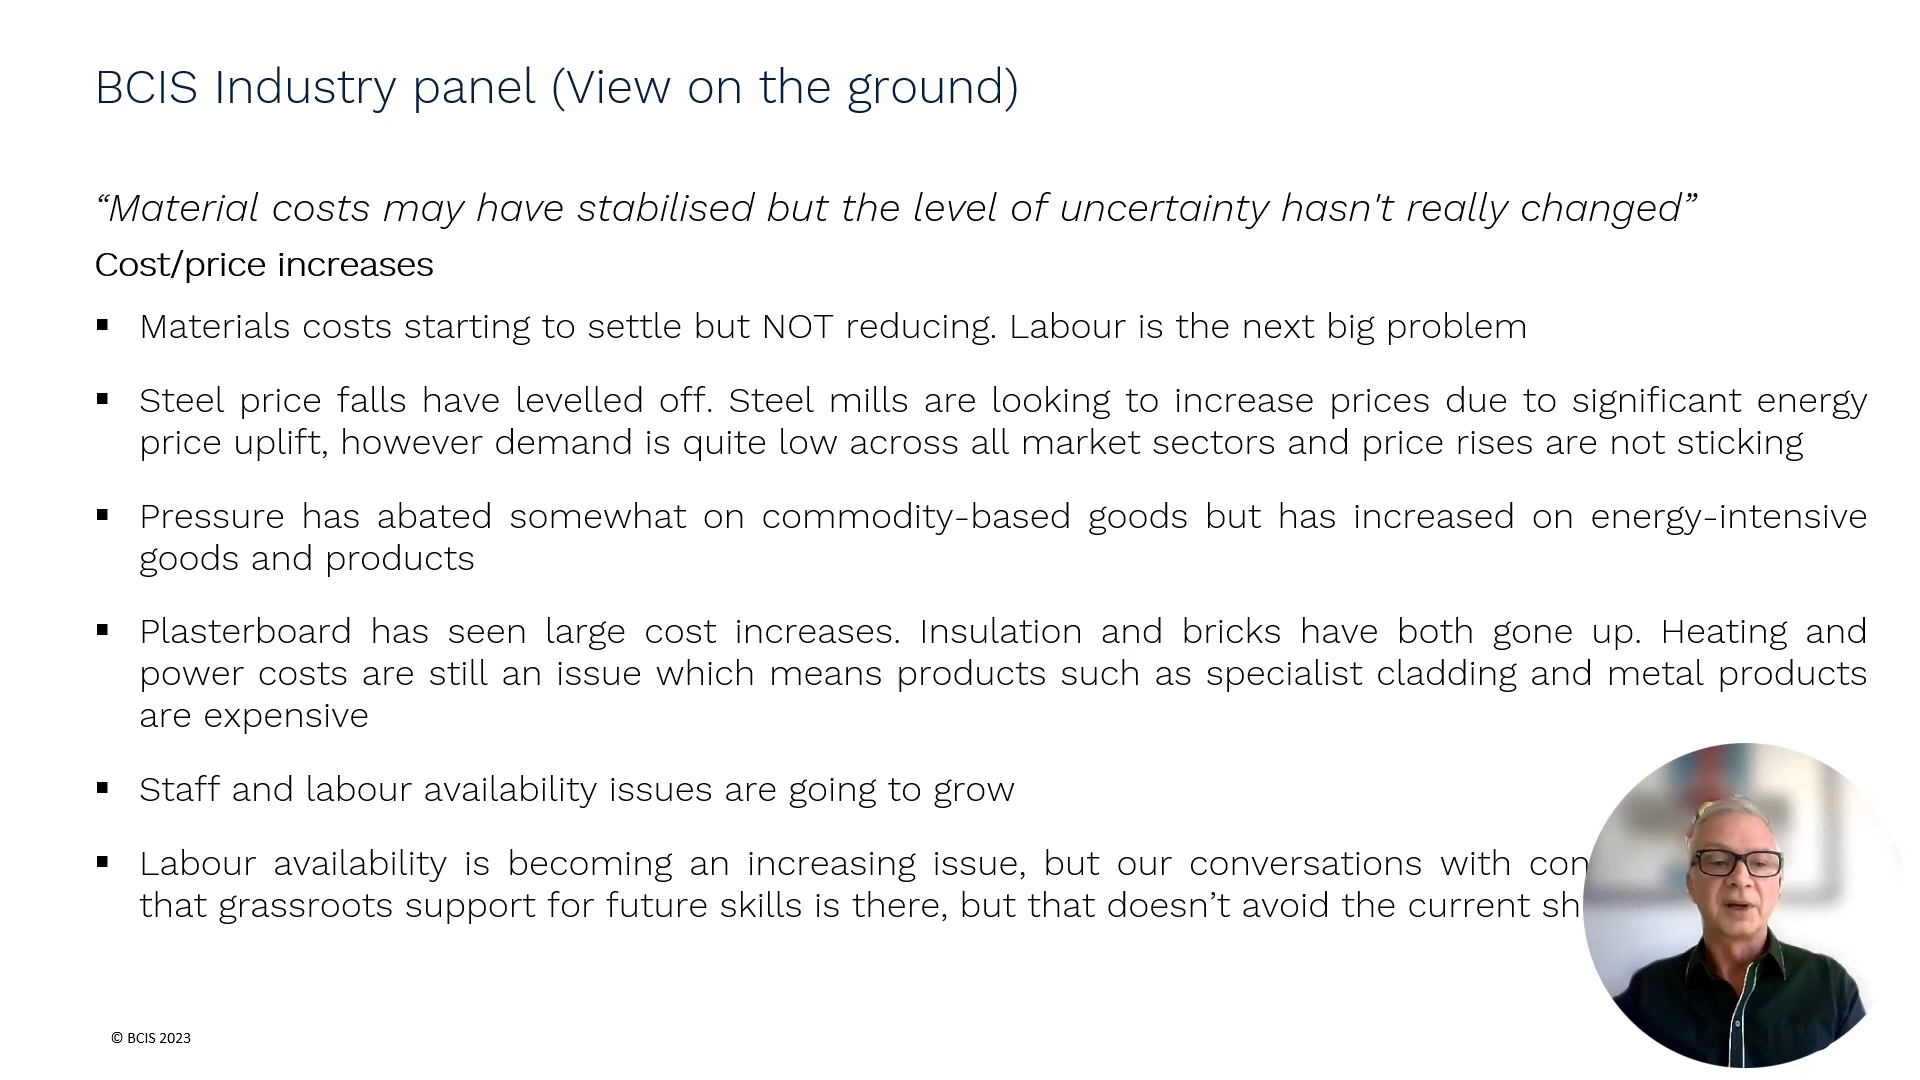 BCIS Industry panel (View on the ground)
“Material costs may have stabilised but the level of uncertainty hasn't really changed”
Cost/price increases
▪ Materials costs starting to settle but NOT reducing. Labour is the next big problem
▪ Steel price falls have levelled off. Steel mills are looking to increase prices due to significant energy
price uplift, however demand is quite low across all market sectors and price rises are not sticking
▪ Pressure has abated somewhat on commodity-based goods but has increased on energy-intensive
goods and products
▪ Plasterboard has seen large cost increases. Insulation and bricks have both gone up. Heating and
power costs are still an issue which means products such as specialist cladding and metal products
are expensive
▪ Staff and labour availability issues are going to grow
▪ Labour availability is becoming an increasing issue, but our conversations with
that grassroots support for future skills is there, but that doesn’t avoid the current
© BCIS 2023